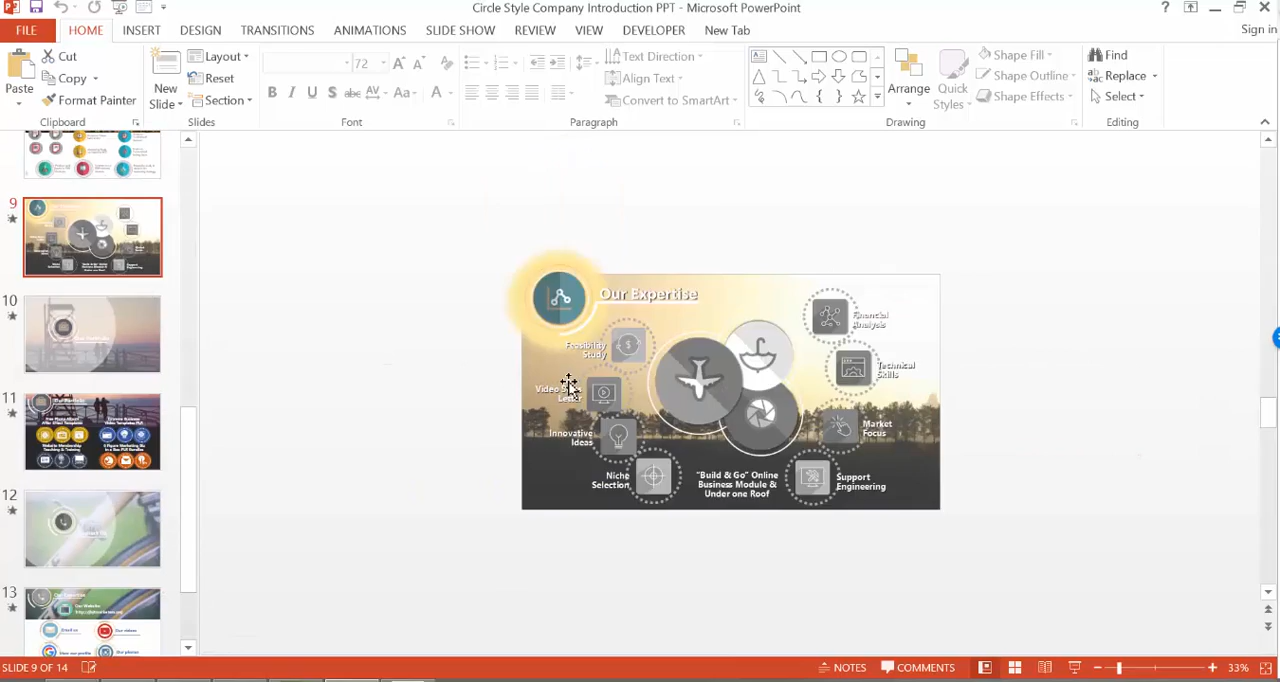 Circle Style Company Introduction PPT - Microsoft PowerPoint
FILE HOME INSERT DESIGN TRANSITIONS ANIMATIONS SLIDE SHOW REVIEW VIEW DEVELOPER New Tab Sign in
Paste
Cut
Copy
Format Painter
Clipboard
New
Slide
Layout
Reset
Section
Slides
72
B I U S abc AV Aa A
Font
Text Direction
Align Text
Convert to SmartArt
Paragraph
Arrange
Quick
Styles
Shape Fill
Shape Outline
Shape Effects
Drawing
Find
Replace
Select
Editing
9
10
11
12
13
Our Expertise
Feasibility
Study
Innovative
Ideas
Niche
Selection
"Build & Go" Online
Business Module &
Under one Roof
Financial
Analysis
Technical
Skills
Market
Focus
Support
Engineering
SLIDE 9 OF 14
NOTES
COMMENTS
33%